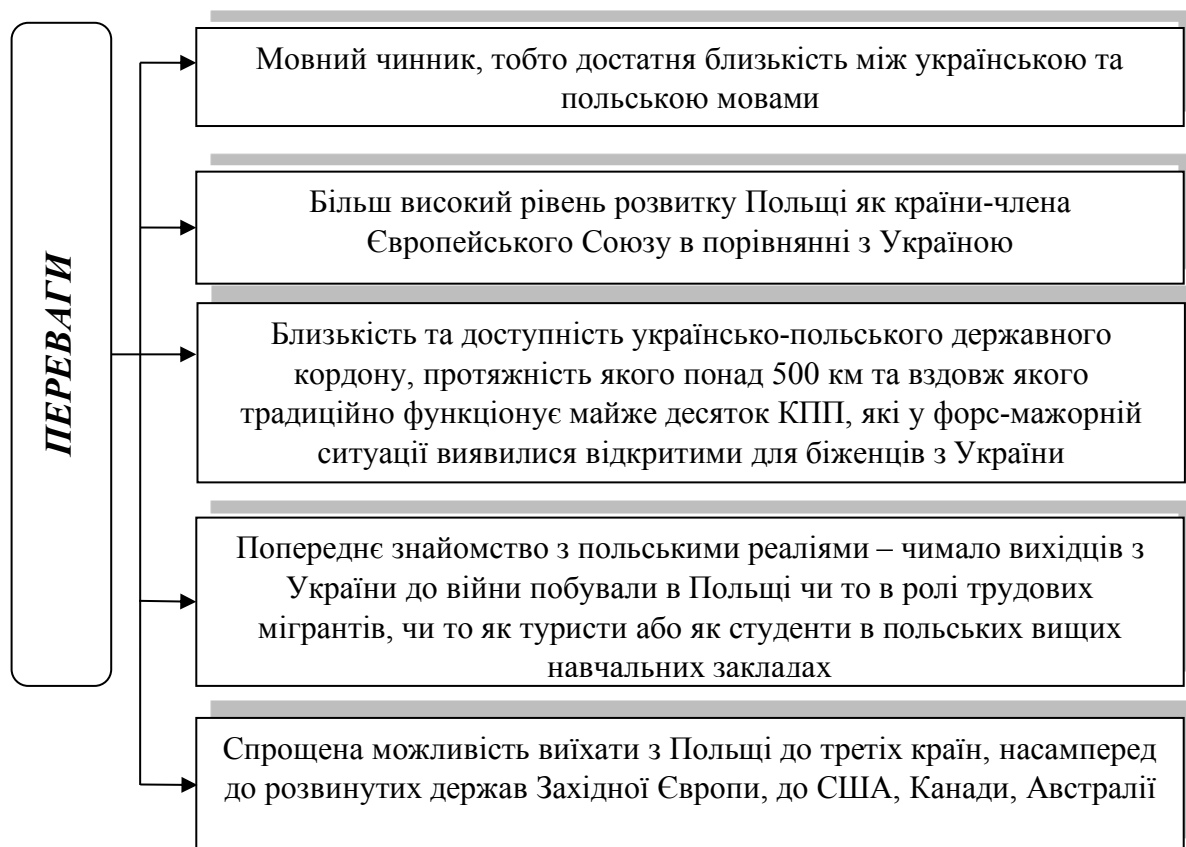 ПЕРЕВАГИ
Мовний чинник, тобто достатня близькість між українською та
польською мовами
Більш високий рівень розвитку Польщі як країни-члена
Європейського Союзу в порівнянні з Україною
Близькість та доступність українсько-польського державного
кордону, протяжність якого понад 500 км та вздовж якого
традиційно функціонує майже десяток КПП, які у форс-мажорній
ситуації виявилися відкритими для біженців з України
Попереднє знайомство з польськими реаліями – чимало вихідців з
України до війни побували в Польщі чи то в ролі трудових
мігрантів, чи то як туристи або як студенти в польських вищих
навчальних закладах
Спрощена можливість виїхати з Польщі до третіх країн, насамперед
до розвинутих держав Західної Європи, до США, Канади, Австралії